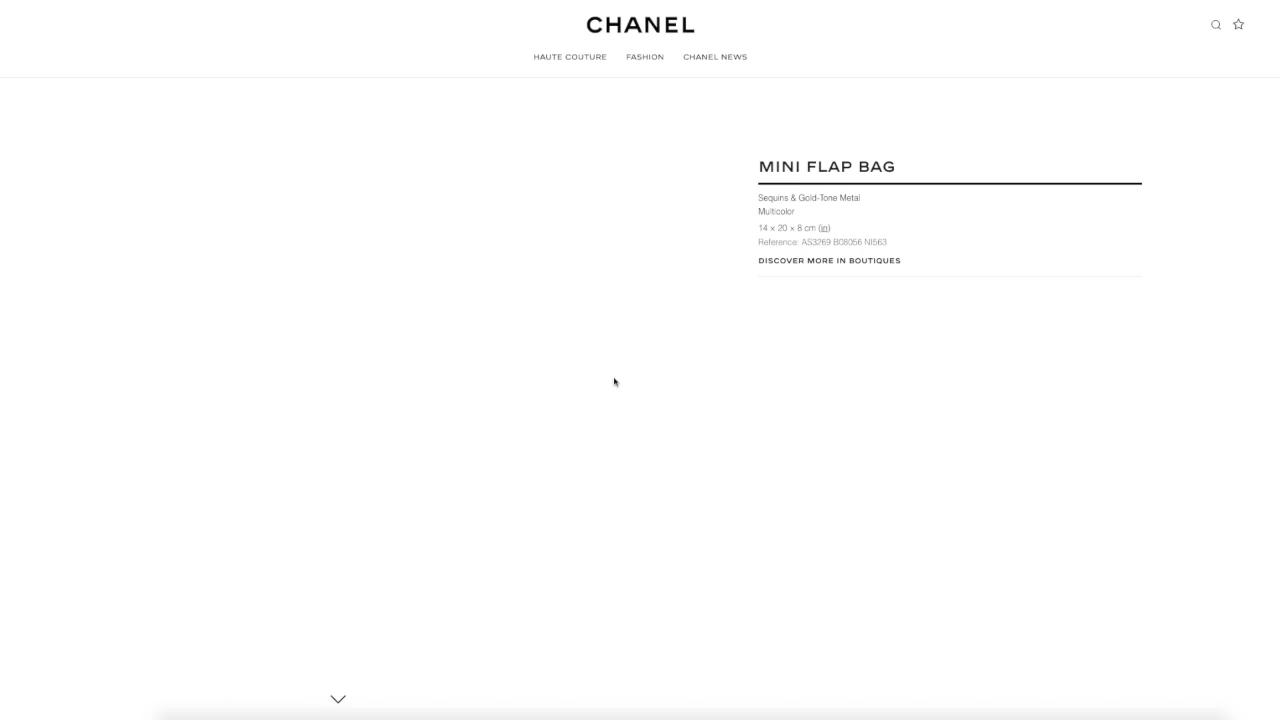 CHANEL
HAUTE COUTURE FASHION CHANEL NEWS
MINI FLAP BAG
Sequins & Gold-Tone Metal
Multicolor
14 x 20 x 8 cm (in)
Reference: AS3269 B08056 NI563
DISCOVER MORE IN BOUTIQUES